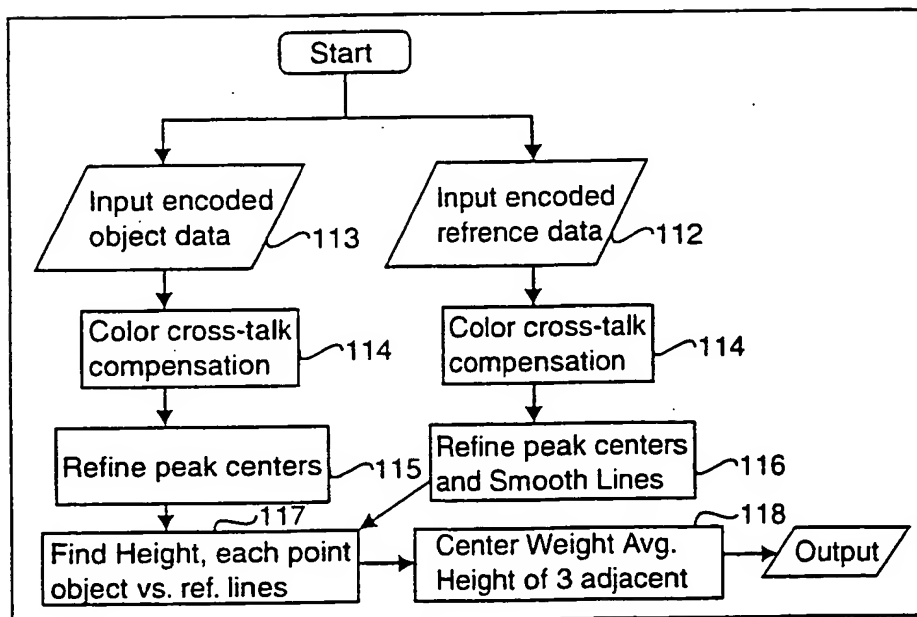 Start
Input encoded
object data
113
Input encoded
refrence data
112
Color cross-talk
compensation
114
Color cross-talk
compensation
114
Refine peak centers
115
Refine peak centers
and Smooth Lines
116
117
Find Height, each point
object vs. ref. lines
118
Center Weight Avg.
Height of 3 adjacent
Output